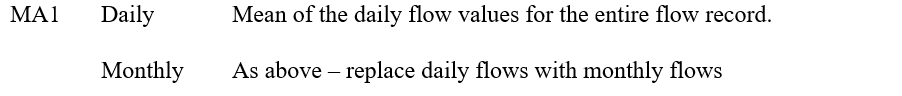 MA1 Daily Mean of the daily flow values for the entire flow record.
Monthly As above – replace daily flows with monthly flows